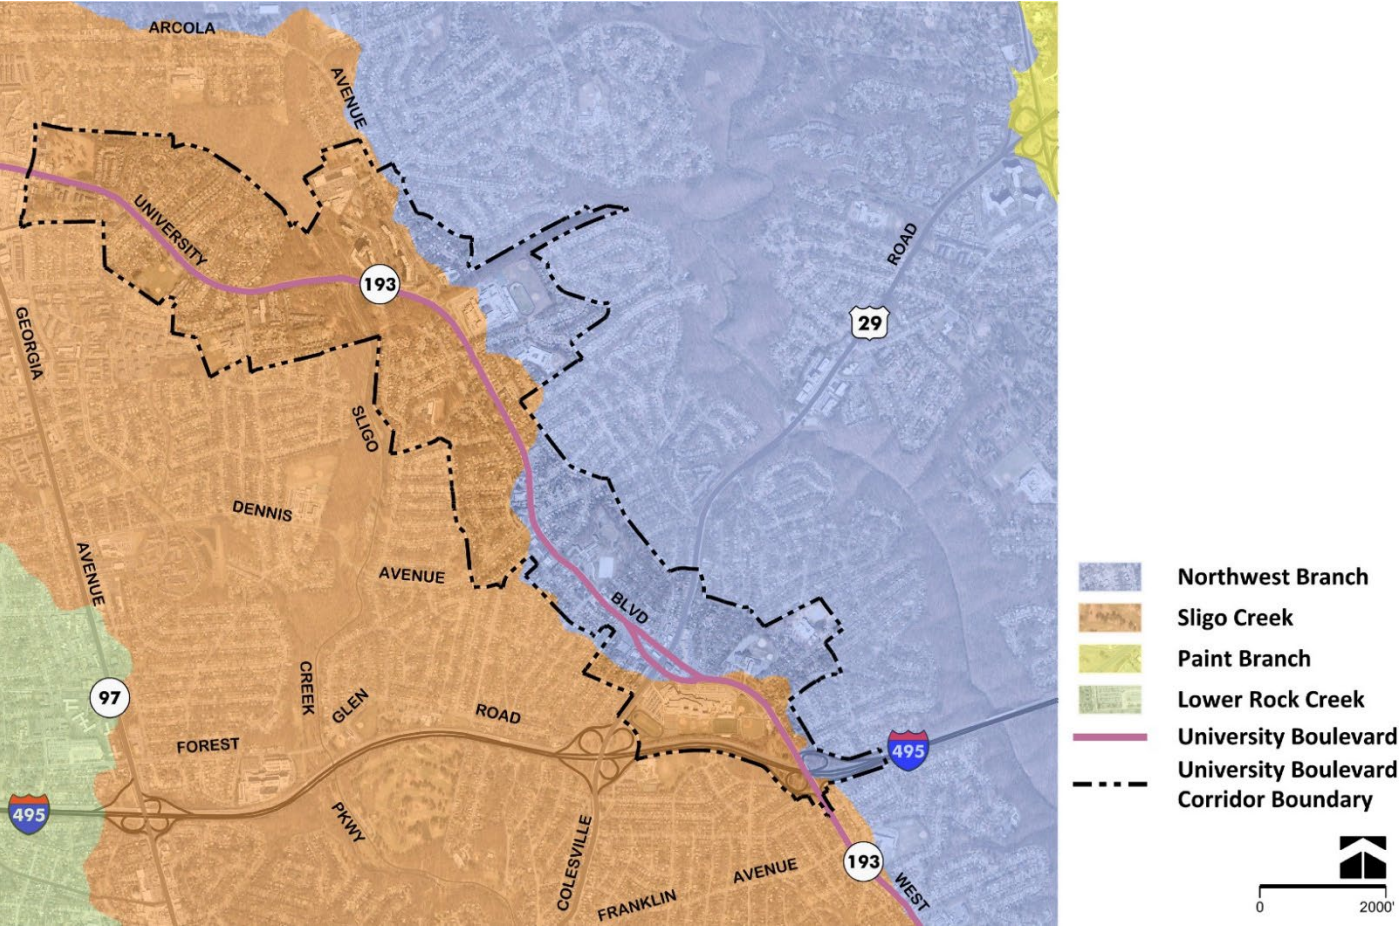 ARCOLA
AVENUE
UNIVERSITY
193
ROAD
29
GEORGIA
SLIGO
DENNIS
AVENUE
AVENUE
BLVD
CREEK
GLEN
97
ROAD
FOREST
495
495
PKWY
COLESVILLE
193
AVENUE
FRANKLIN
WEST
Northwest Branch
Sligo Creek
Paint Branch
Lower Rock Creek
University Boulevard
University Boulevard
Corridor Boundary
0 2000'